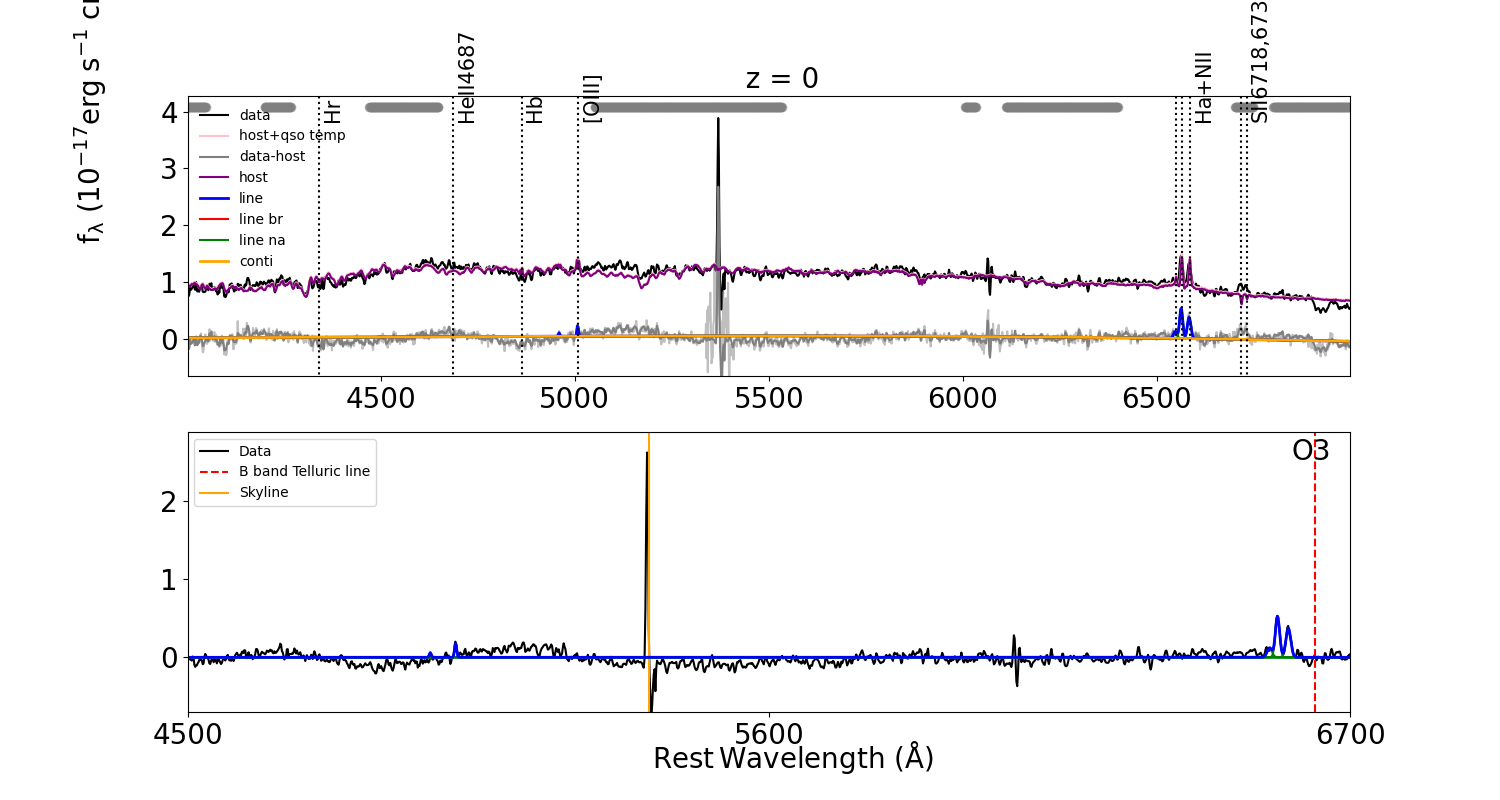 z = 0
f_λ (10^−17 erg s^−1 c
4
3
2
1
0
data
host+qso temp
data-host
host
line
line br
line na
conti
Hr
HeII4687
Hb
[OIII]
Ha+NII
SII6718,673
4500
5000
5500
6000
6500
Data
B band Telluric line
Skyline
O3
2
1
0
4500
5600
6700
Rest Wavelength (Å)